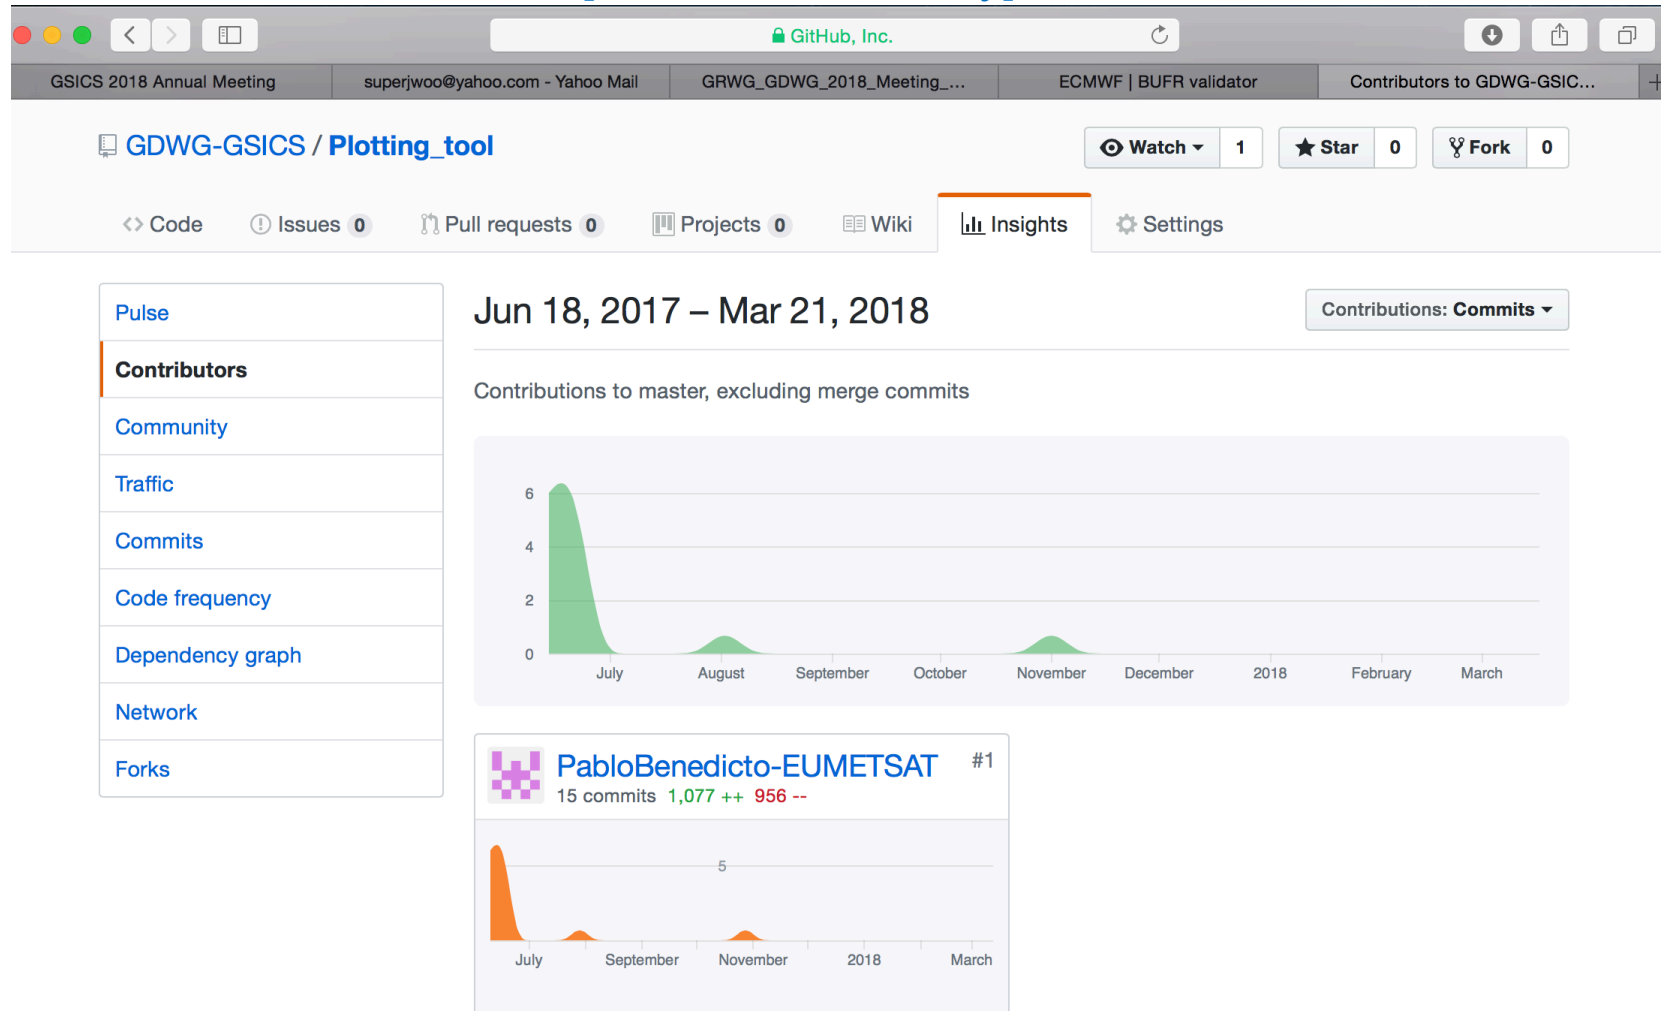 GitHub, Inc.
GSICS 2018 Annual Meeting
superjwoo@yahoo.com - Yahoo Mail
GRWG_GDWG_2018_Meeting_...
ECMWF | BUFR validator
Contributors to GDWG-GSIC...
GDWG-GSICS / Plotting_tool
Watch 1
Star 0
Fork 0
Code
Issues 0
Pull requests 0
Projects 0
Wiki
Insights
Settings
Pulse
Contributors
Community
Traffic
Commits
Code frequency
Dependency graph
Network
Forks
Jun 18, 2017 – Mar 21, 2018
Contributions: Commits
Contributions to master, excluding merge commits
6
4
2
0
July August September October November December 2018 February March
PabloBenedicto-EUMETSAT #1
15 commits 1,077 ++ 956 --
5
July September November 2018 March